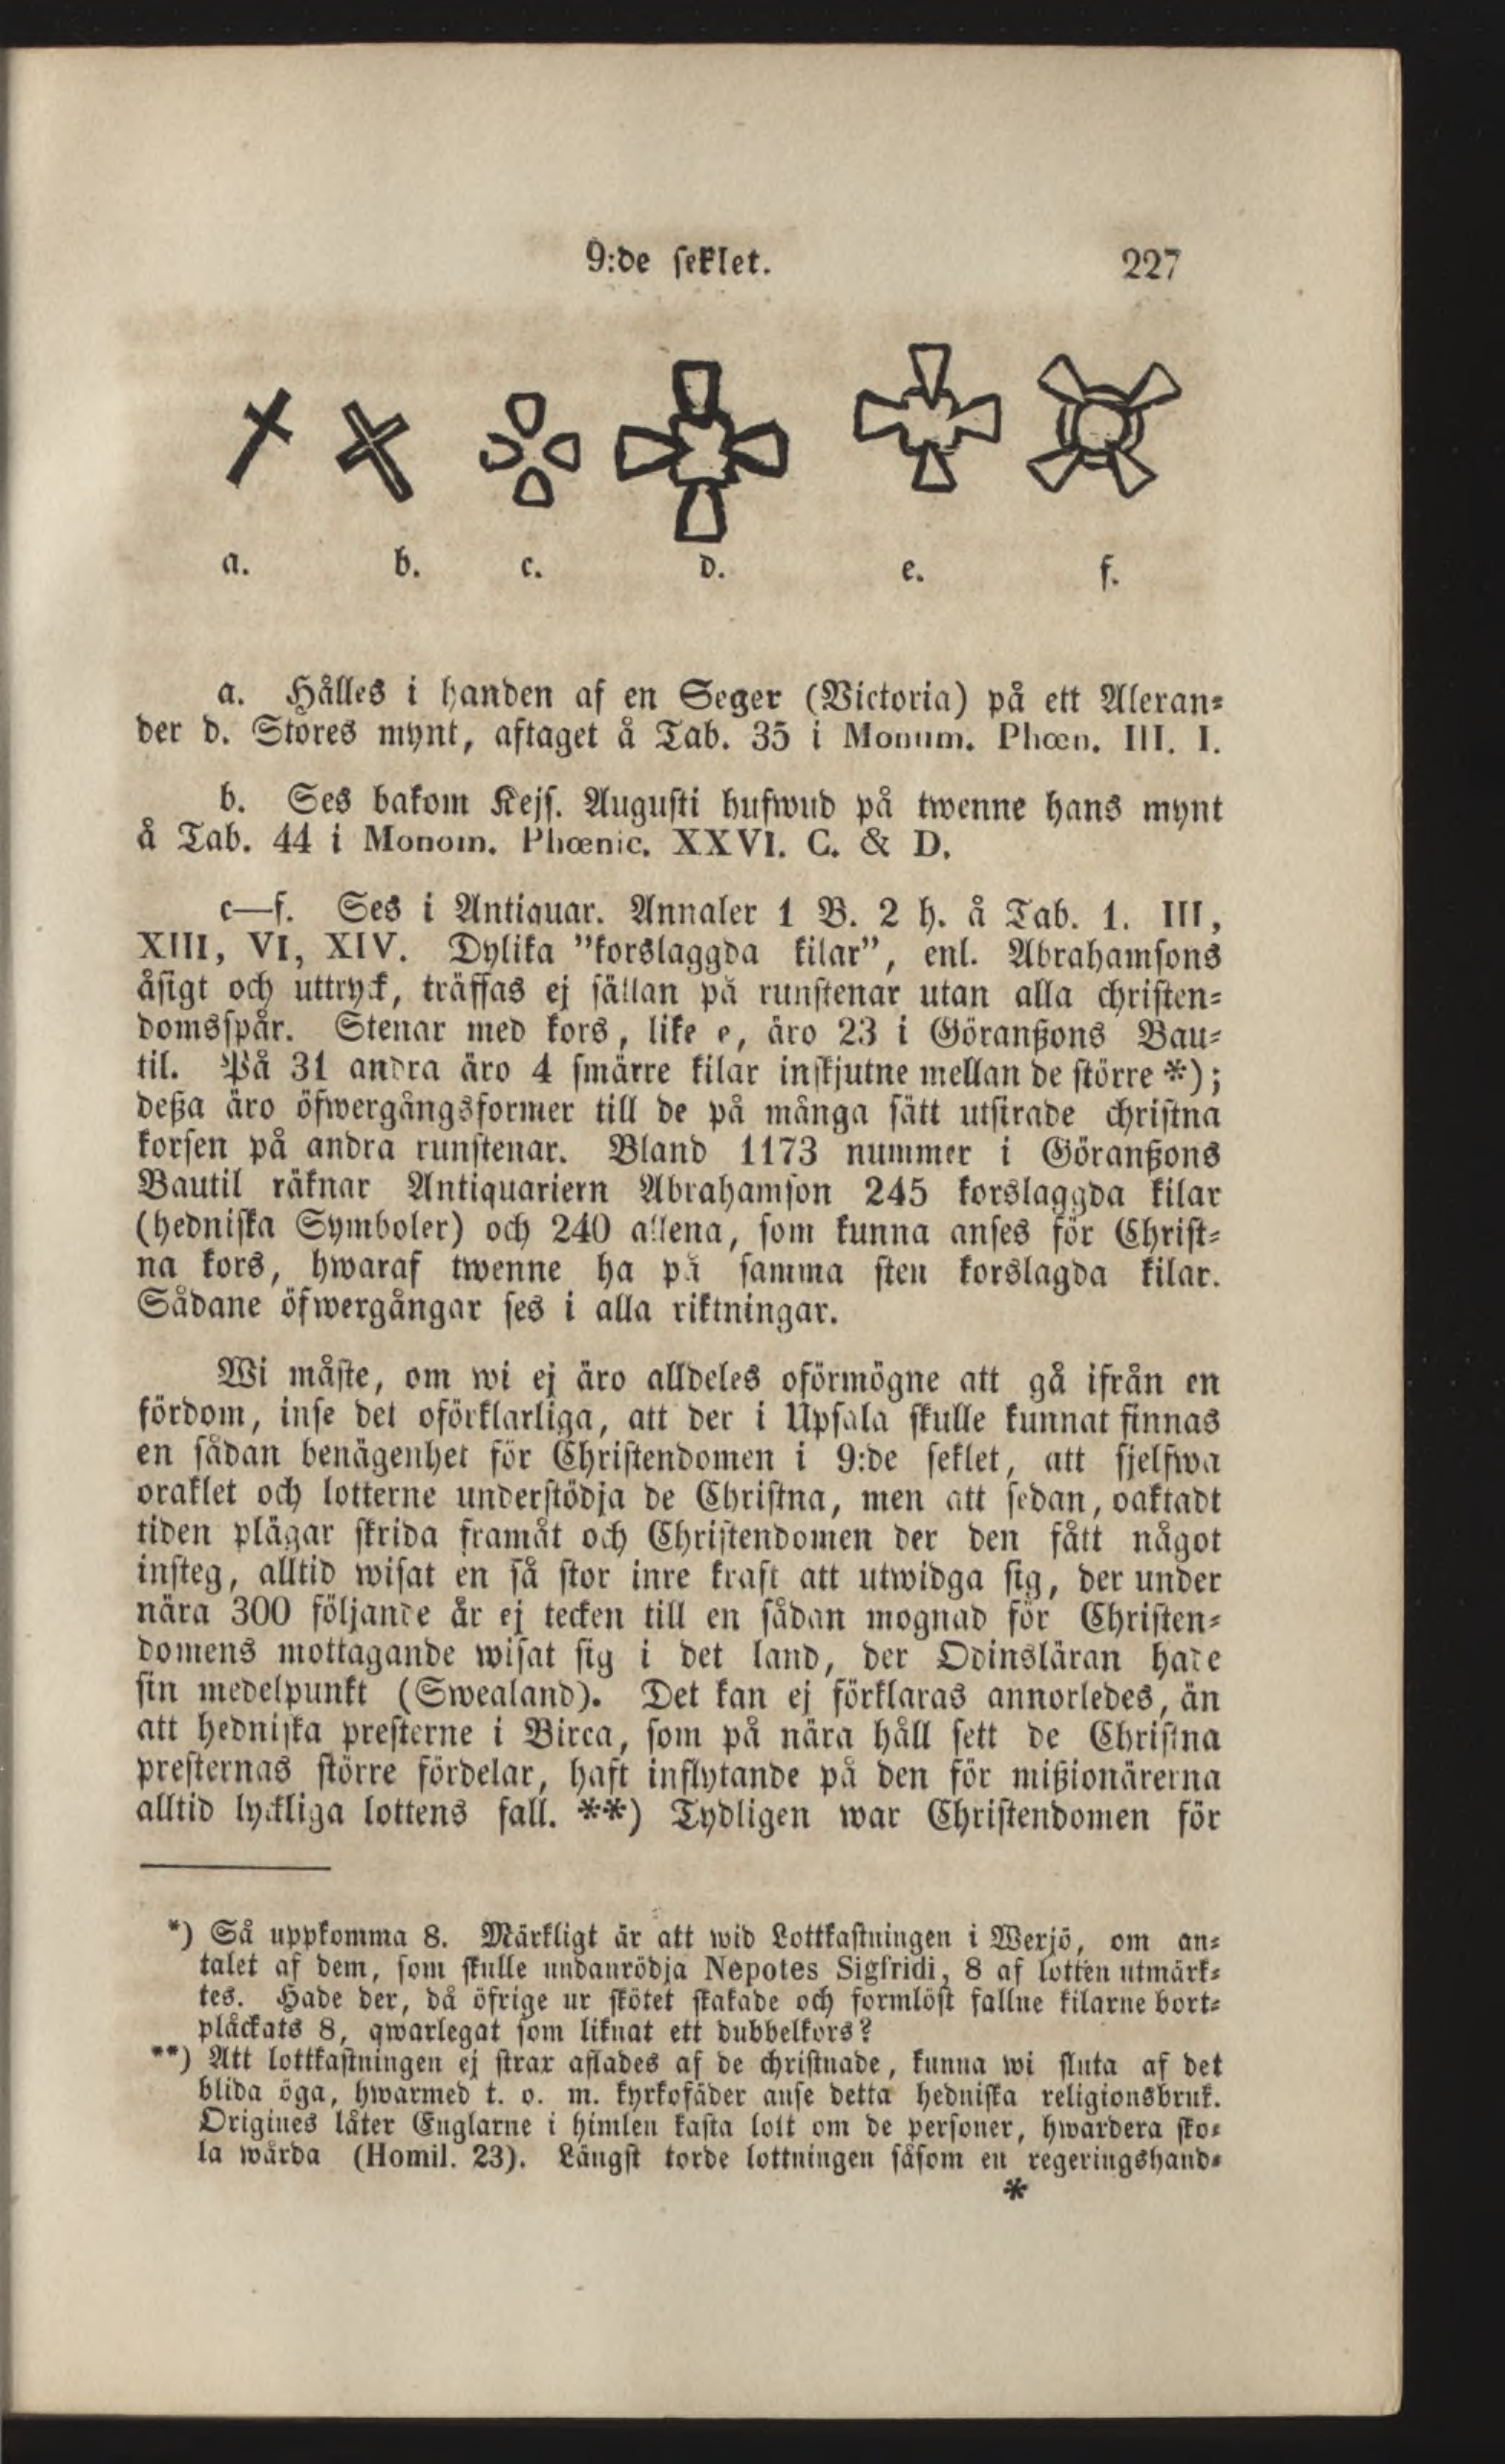 9:de seklet. 227
a. b. c. d. e. f.
a. Hålles i handen af en Seger (Victoria) på ett Alexan-
der d. Stores mynt, aftaget å Tab. 35 i Monum. Phœn. III. I.
b. Ses bakom Kejs. Augusti hufwud på twenne hans mynt
å Tab. 44 i Monom. Phœnic. XXVI. C. & D.
c—f. Ses i Antiquar. Annaler 1 B. 2 h. å Tab. 1. III,
XIII, VI, XIV. Dylika "korslaggda kilar", enl. Abrahamsons
åsigt och uttryck, träffas ej sällan på runstenar utan alla christen-
domsspår. Stenar med kors, like e, äro 23 i Göranßons Bau-
til. På 31 andra äro 4 smärre kilar inskjutne mellan de större *);
deßa äro öfwergångsformer till de på många sätt utsirade christna
korsen på andra runstenar. Bland 1173 nummer i Göranßons
Bautil räknar Antiquariern Abrahamson 245 korslaggda kilar
(hedniska Symboler) och 240 allena, som kunna anses för Christ-
na kors, hwaraf twenne ha på samma sten korslagda kilar.
Sådane öfwergångar ses i alla riktningar.
Wi måste, om wi ej äro alldeles oförmögne att gå ifrån en
fördom, inse det oförklarliga, att der i Upsala skulle kunnat finnas
en sådan benägenhet för Christendomen i 9:de seklet, att sjelfwa
oraklet och lotterne understödja de Christna, men att sedan, oaktadt
tiden plägar skrida framåt och Christendomen der den fått något
insteg, alltid wisat en så stor inre kraft att utwidga sig, der under
nära 300 följande år ej tecken till en sådan mognad för Christen-
domens mottagande wisat sig i det land, der Odinsläran hade
sin medelpunkt (Swealand). Det kan ej förklaras annorledes, än
att hedniska presterne i Birca, som på nära håll sett de Christna
presternas större fördelar, haft inflytande på den för mißionärerna
alltid lyckliga lottens fall. **) Tydligen war Christendomen för
*) Så uppkomma 8. Märkligt är att wid Lottkastningen i Werjö, om an-
talet af dem, som skulle undanrödja Nepotes Sigfridi, 8 af lotten utmärk-
tes. Hade der, då öfrige ur skötet skakade och formlöst fallne kilarne bort-
plåckats 8, qwarlegat som liknat ett dubbelkors?
**) Att lottkastningen ej strax aflades af de christnade, kunna wi sluta af det
blida öga, hwarmed t. o. m. kyrkofäder anse detta hedniska religionsbruk.
Origines låter Englarne i himlen kasta lott om de personer, hwardera sko-
la wårda (Homil. 23). Längst torde lottningen såsom en regeringshand-
*